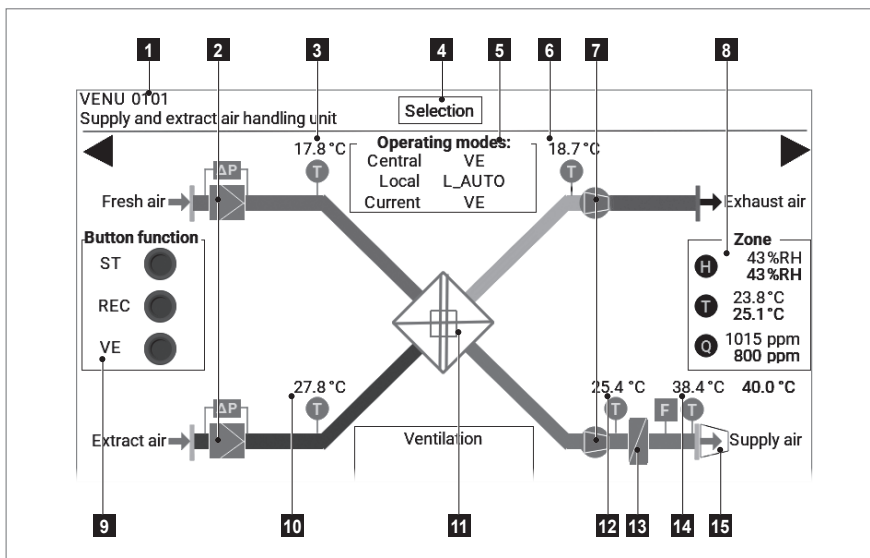 1 2 3 4 5 6 7 8
VENU 0101
Supply and extract air handling unit
Selection
17.8 °C
Operating modes:
Central VE
Local L_AUTO
Current VE
18.7 °C
ΔP
T
T
Fresh air
Exhaust air
Button function
ST
REC
VE
Zone
H 43 %RH
43 %RH
T 23.8 °C
25.1 °C
Q 1015 ppm
800 ppm
27.8 °C
25.4 °C 38.4 °C 40.0 °C
ΔP
T
T F T
Extract air
Ventilation
Supply air
9 10 11 12 13 14 15